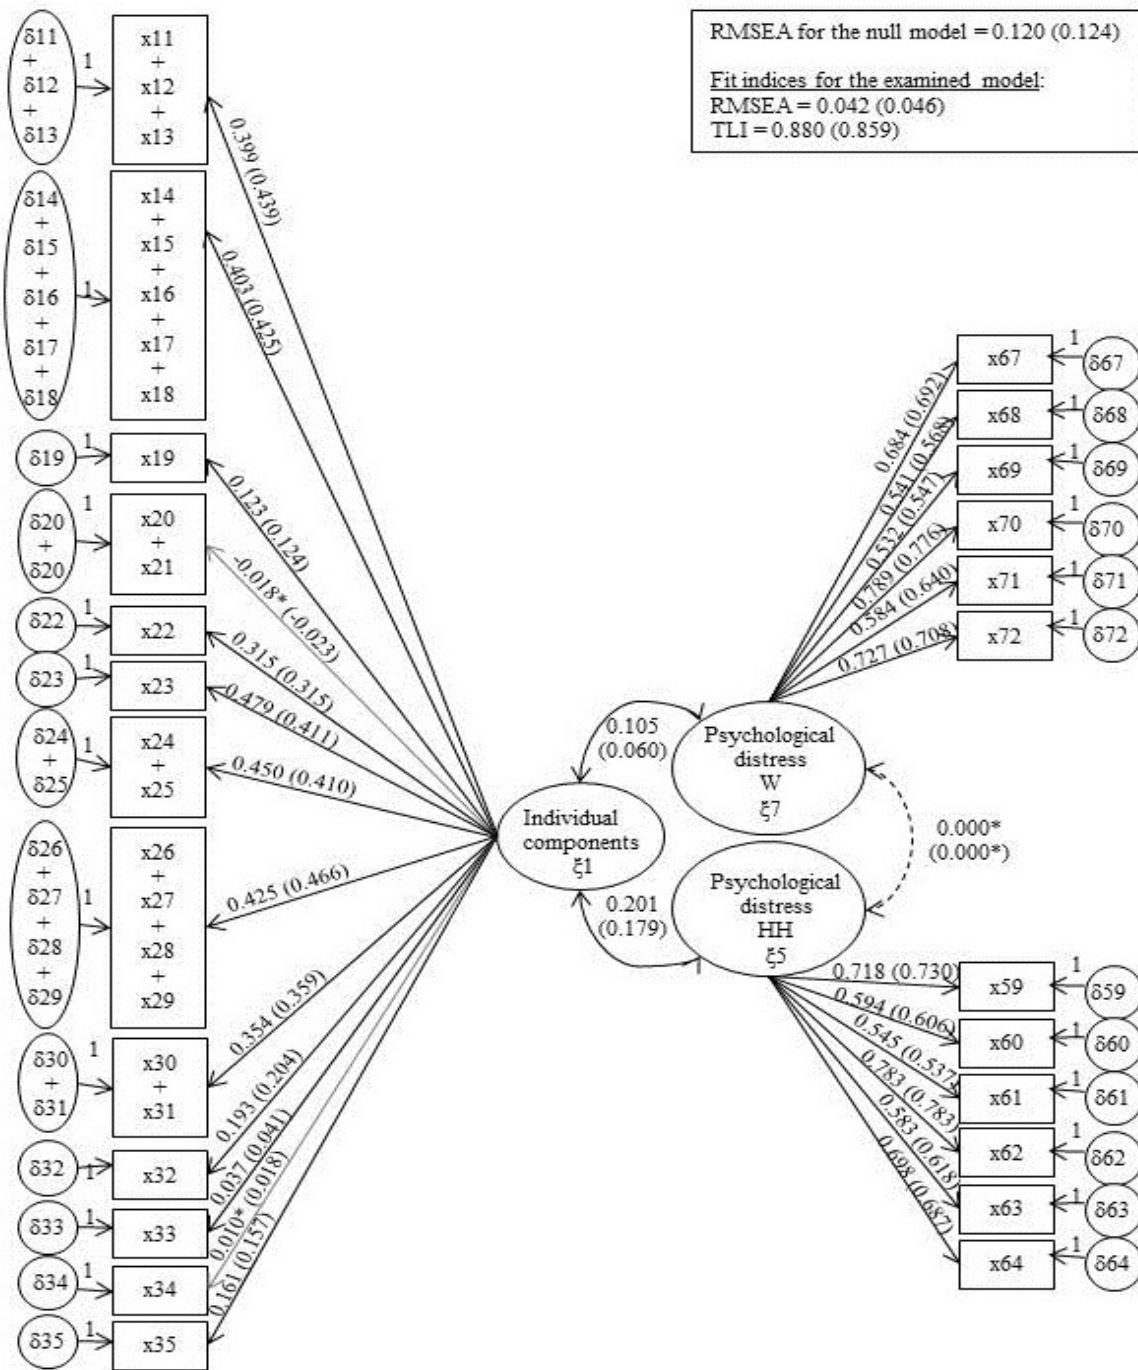 RMSEA for the null model = 0.120 (0.124)
Fit indices for the examined model:
RMSEA = 0.042 (0.046)
TLI = 0.880 (0.859)
δ11
+
δ12
+
δ13
1
x11
+
x12
+
x13
0.399 (0.439)
δ14
+
δ15
+
δ16
+
δ17
+
δ18
1
x14
+
x15
+
x16
+
x17
+
x18
0.403 (0.425)
δ19
1
x19
0.123 (0.124)
δ20
+
δ20
1
x20
+
x21
-0.018* (-0.023)
δ22
1
x22
0.315 (0.315)
δ23
1
x23
0.479 (0.411)
δ24
+
δ25
1
x24
+
x25
0.450 (0.410)
δ26
+
δ27
+
δ28
+
δ29
1
x26
+
x27
+
x28
+
x29
0.425 (0.466)
δ30
+
δ31
1
x30
+
x31
0.354 (0.359)
δ32
1
x32
0.193 (0.204)
δ33
1
x33
0.037 (0.041)
δ34
1
x34
0.010* (0.018)
δ35
1
x35
0.161 (0.157)
Individual
components
ξ1
0.105
(0.060)
0.201
(0.179)
Psychological
distress
W
ξ7
Psychological
distress
HH
ξ5
0.000*
(0.000*)
0.684 (0.692)
x67
1
δ67
0.541 (0.568)
x68
1
δ68
0.532 (0.547)
x69
1
δ69
0.789 (0.776)
x70
1
δ70
0.584 (0.640)
x71
1
δ71
0.727 (0.708)
x72
1
δ72
0.718 (0.730)
x59
1
δ59
0.594 (0.606)
x60
1
δ60
0.545 (0.537)
x61
1
δ61
0.783 (0.783)
x62
1
δ62
0.583 (0.618)
x63
1
δ63
0.698 (0.687)
x64
1
δ64